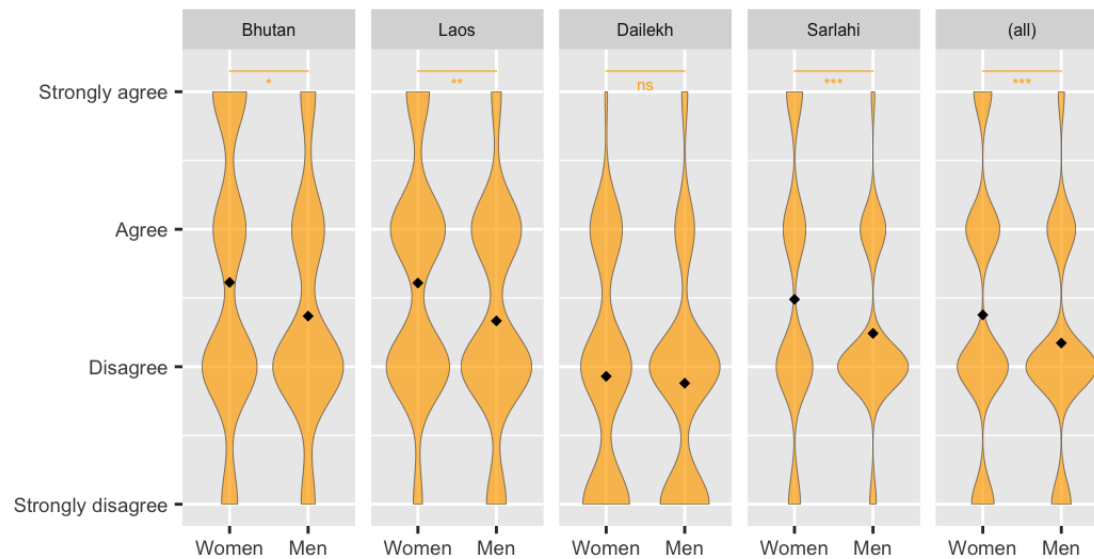 Bhutan Laos Dailekh Sarlahi (all)
* ** ns *** ***
Strongly agree
Agree
Disagree
Strongly disagree
Women Men Women Men Women Men Women Men Women Men